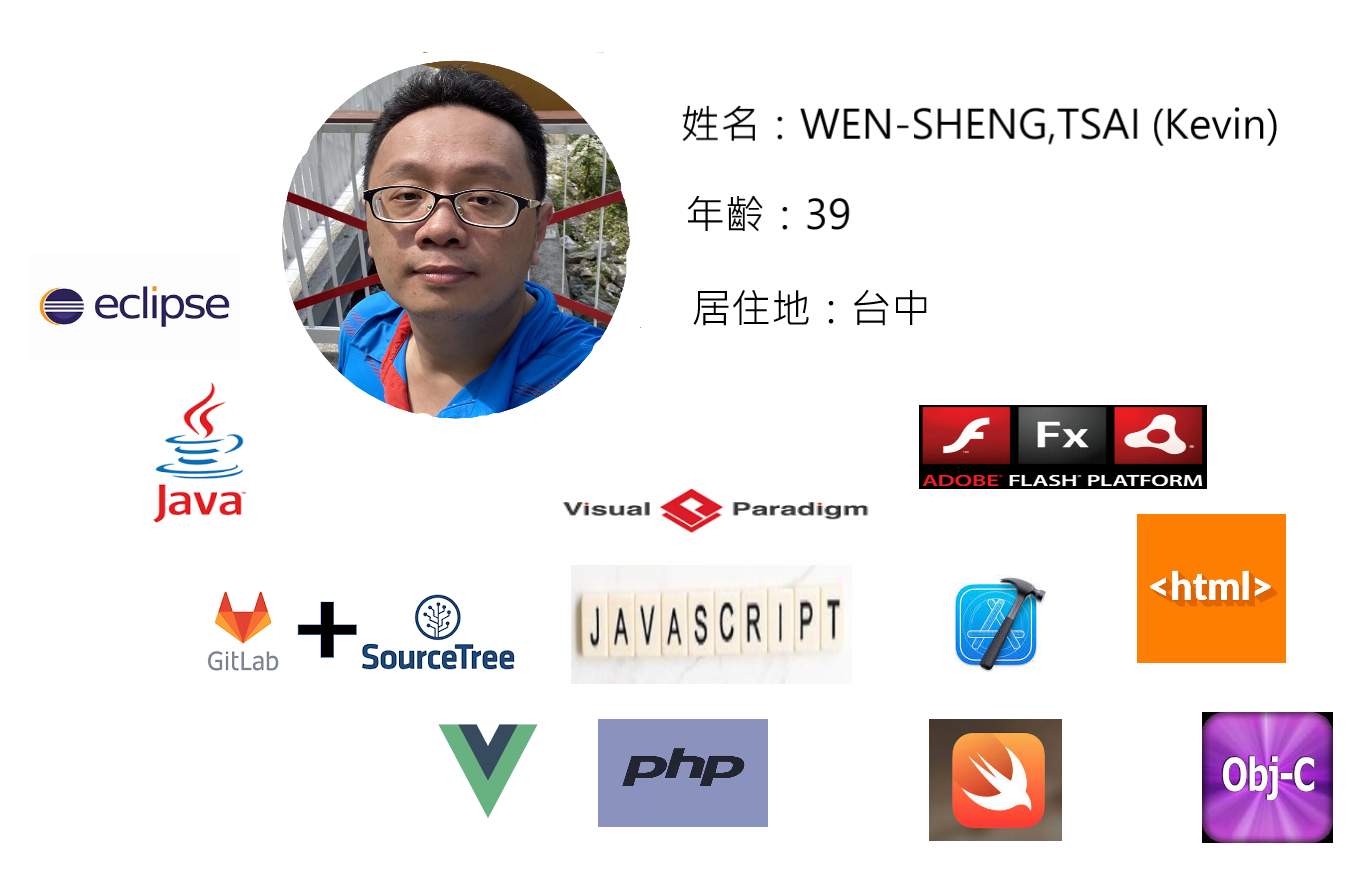 姓名：WEN-SHENG,TSAI (Kevin)
年齡：39
居住地：台中
eclipse
Java™
Fx
ADOBE® FLASH® PLATFORM
Visual Paradigm
<html>
JAVASCRIPT
GitLab
SourceTree
php
Obj-C